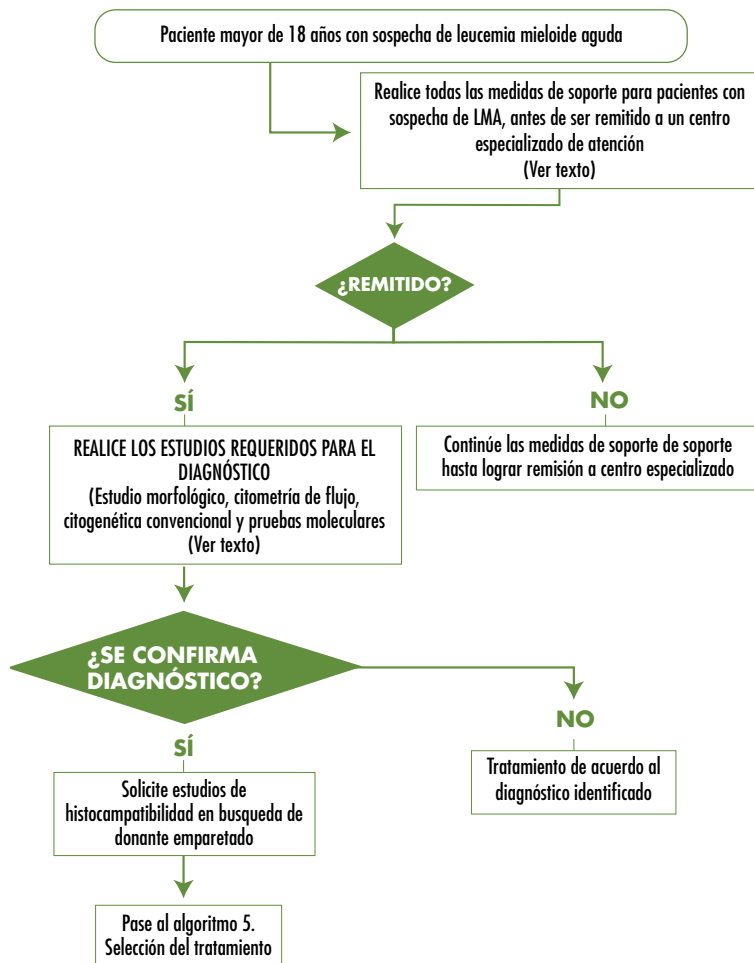 Paciente mayor de 18 años con sospecha de leucemia mieloide aguda
Realice todas las medidas de soporte para pacientes con
sospecha de LMA, antes de ser remitido a un centro
especializado de atención
(Ver texto)
¿REMITIDO?
SÍ
REALICE LOS ESTUDIOS REQUERIDOS PARA EL
DIAGNÓSTICO
(Estudio morfológico, citometría de flujo,
citogenética convencional y pruebas moleculares
(Ver texto)
NO
Continúe las medidas de soporte de soporte
hasta lograr remisión a centro especializado
¿SE CONFIRMA
DIAGNÓSTICO?
SÍ
Solicite estudios de
histocampatibilidad en busqueda de
donante emparetado
NO
Tratamiento de acuerdo al
diagnóstico identificado
Pase al algoritmo 5.
Selección del tratamiento